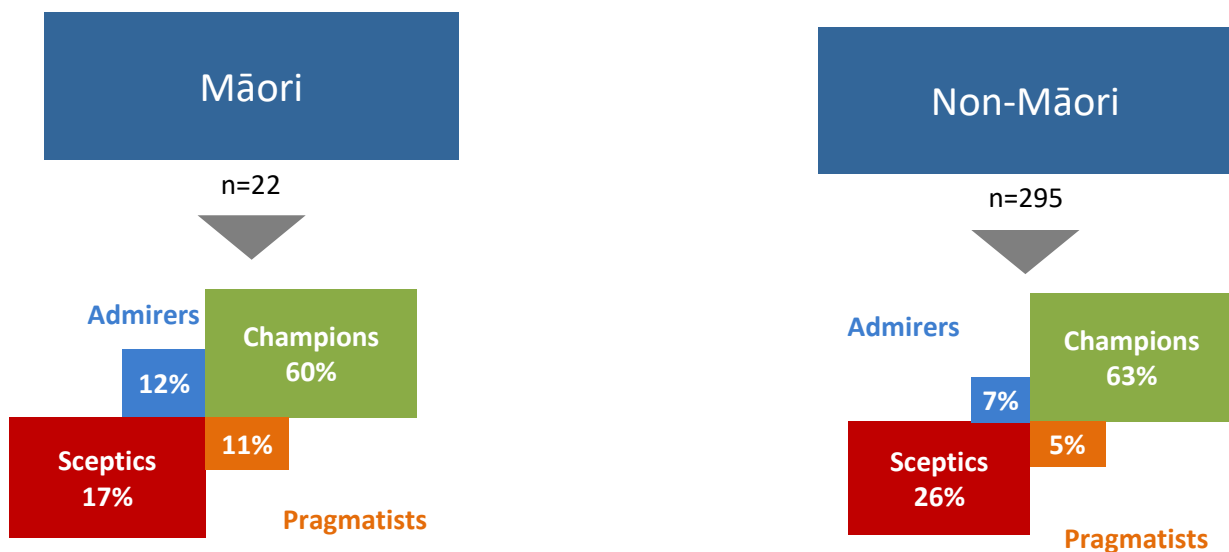 Māori
n=22
Admirers
Champions
60%
12%
11%
Sceptics
17%
Pragmatists
Non-Māori
n=295
Admirers
Champions
63%
7%
5%
Sceptics
26%
Pragmatists